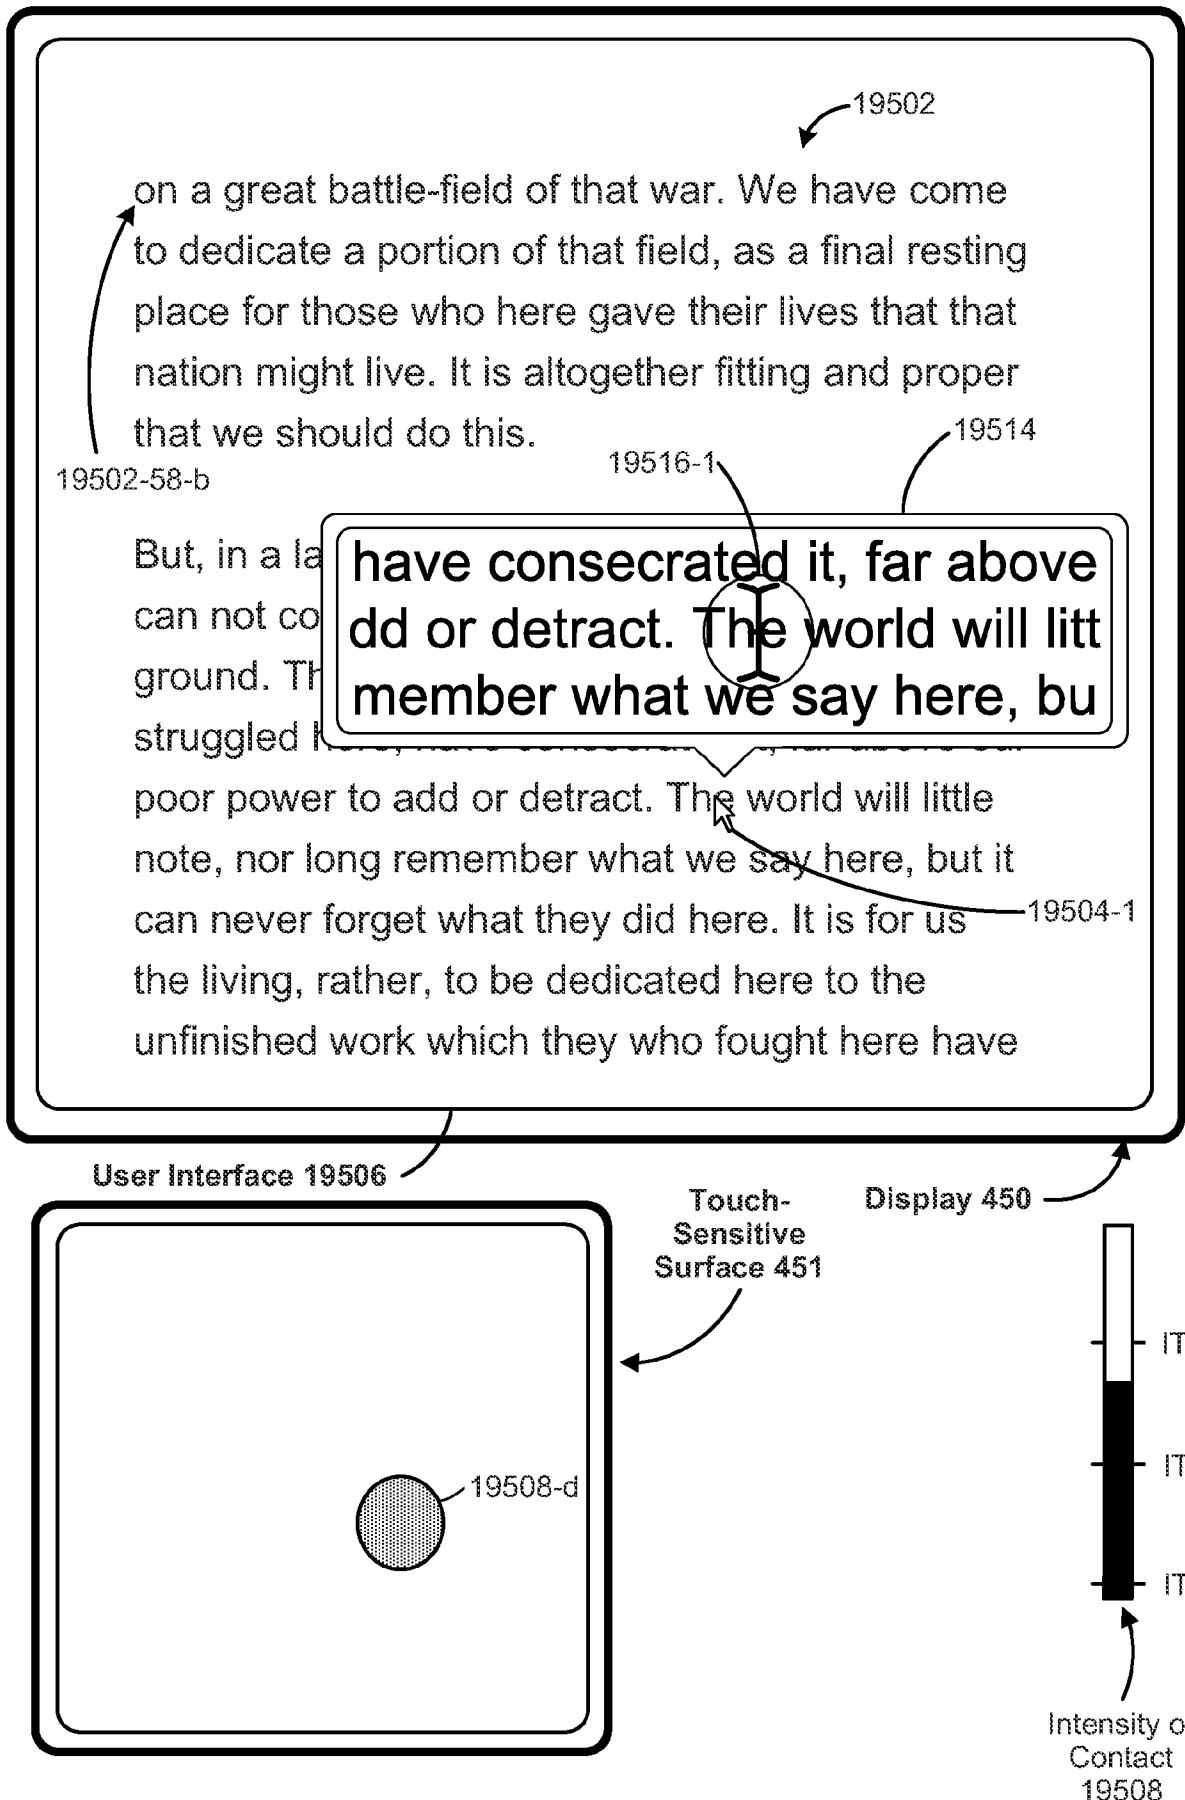 19502
on a great battle-field of that war. We have come
to dedicate a portion of that field, as a final resting
place for those who here gave their lives that that
nation might live. It is altogether fitting and proper
that we should do this.
19514
19516-1
19502-58-b
But, in a la
have consecrated it, far above
can not co
dd or detract. The world will litt
ground. Th
member what we say here, bu
struggled
poor power to add or detract. The world will little
note, nor long remember what we say here, but it
can never forget what they did here. It is for us
19504-1
the living, rather, to be dedicated here to the
unfinished work which they who fought here have
User Interface 19506
Touch-
Sensitive
Surface 451
Display 450
IT
IT
19508-d
IT
Intensity o
Contact
19508